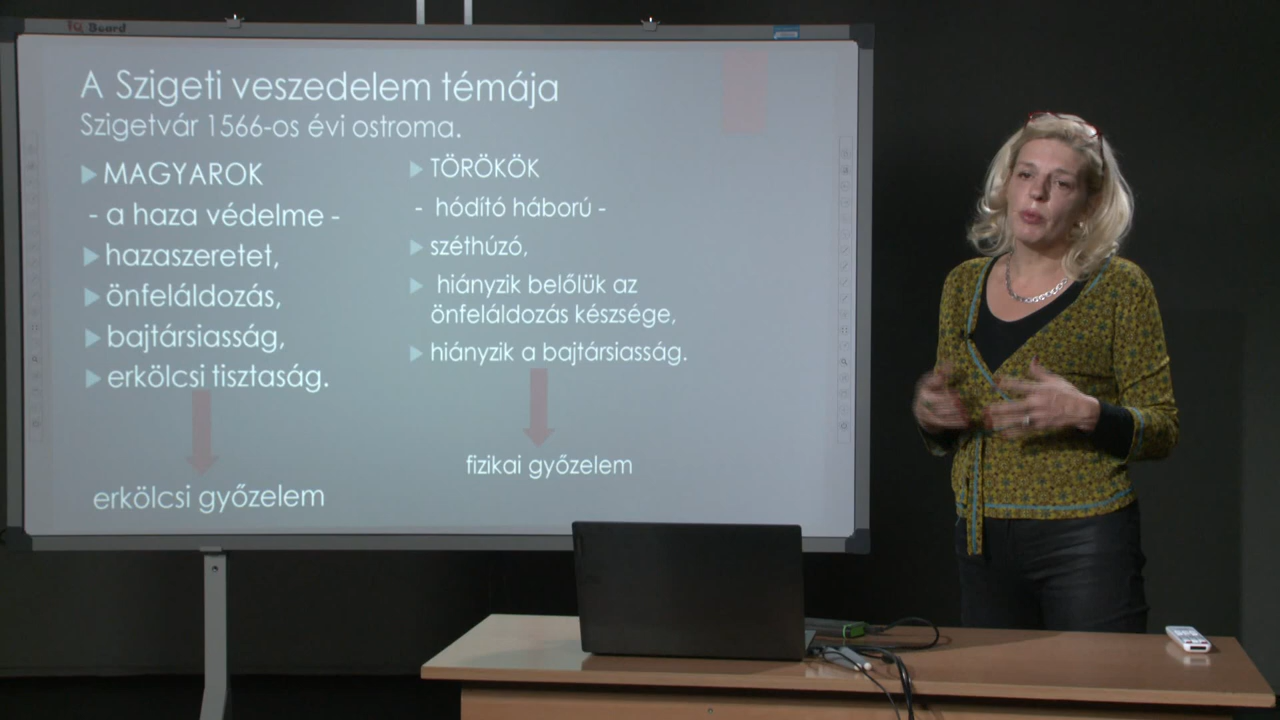 IQ Board
A Szigeti veszedelem témája
Szigetvár 1566-os évi ostroma.
MAGYAROK
- a haza védelme -
hazaszeretet,
önfeláldozás,
bajtársiasság,
erkölcsi tisztaság.
erkölcsi győzelem
TÖRÖKÖK
- hódító háború -
széthúzó,
hiányzik belőlük az
önfeláldozás készsége,
hiányzik a bajtársiasság.
fizikai győzelem